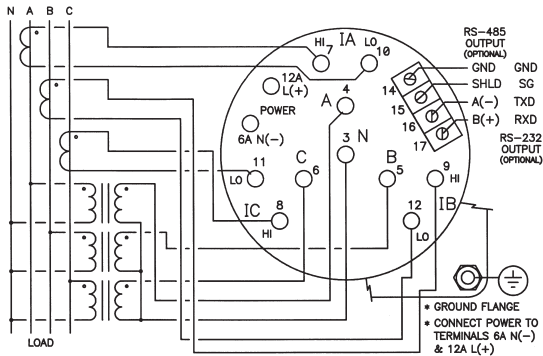 N A B C
RS-485
OUTPUT
(OPTIONAL)
HI IA LO
7 10
GND GND
SHLD SG
A(-) TXD
B(+) RXD
RS-232
OUTPUT
(OPTIONAL)
12A
L(+)
14
15
16
17
A 4
POWER
6A N(-)
3 N
11
LO
C
6
B
5
9
HI
IC
8
HI
12
LO
IB
* GROUND FLANGE
* CONNECT POWER TO
TERMINALS 6A N(-)
& 12A L(+)
LOAD